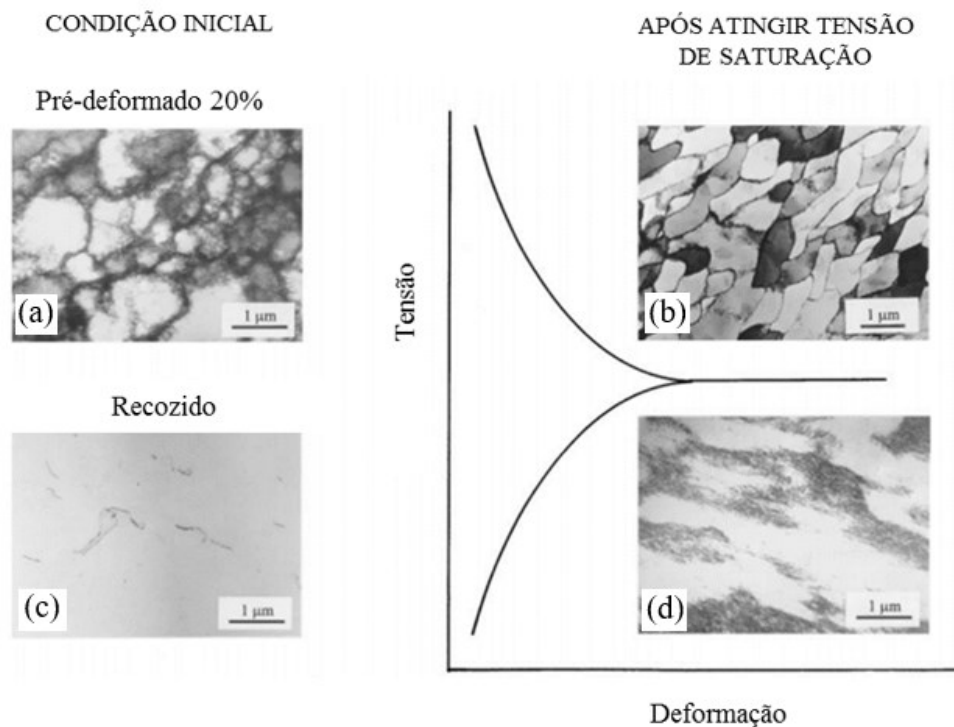 CONDIÇÃO INICIAL
APÓS ATINGIR TENSÃO
DE SATURAÇÃO
Pré-deformado 20%
(a)
1 μm
(b)
1 μm
Tensão
Recozido
(c)
1 μm
(d)
1 μm
Deformação